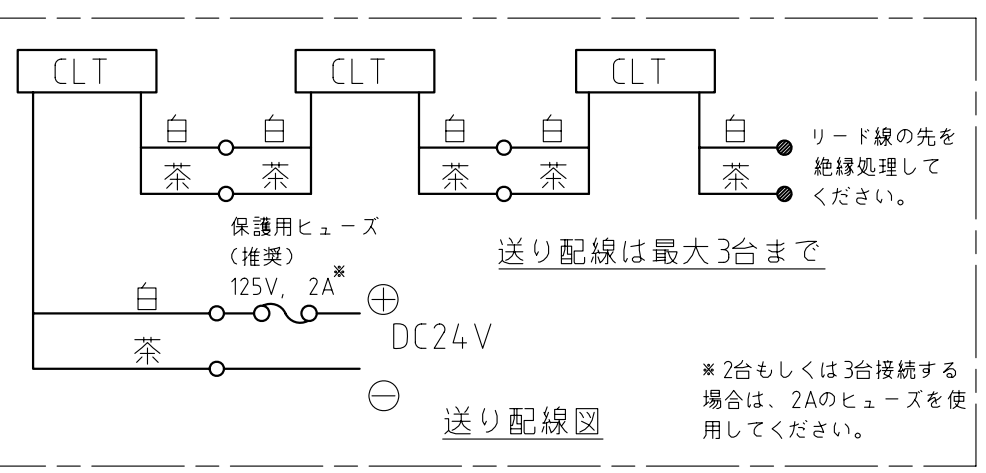 CLT CLT CLT
白 白 白 白 白
茶 茶 茶 茶 茶
リード線の先を
絶縁処理して
ください。
保護用ヒューズ
(推奨)
125V, 2A※
送り配線は最大3台まで
白
茶
⊕
DC24V
⊖
送り配線図
※2台もしくは3台接続する
場合は、2Aのヒューズを使
用してください。